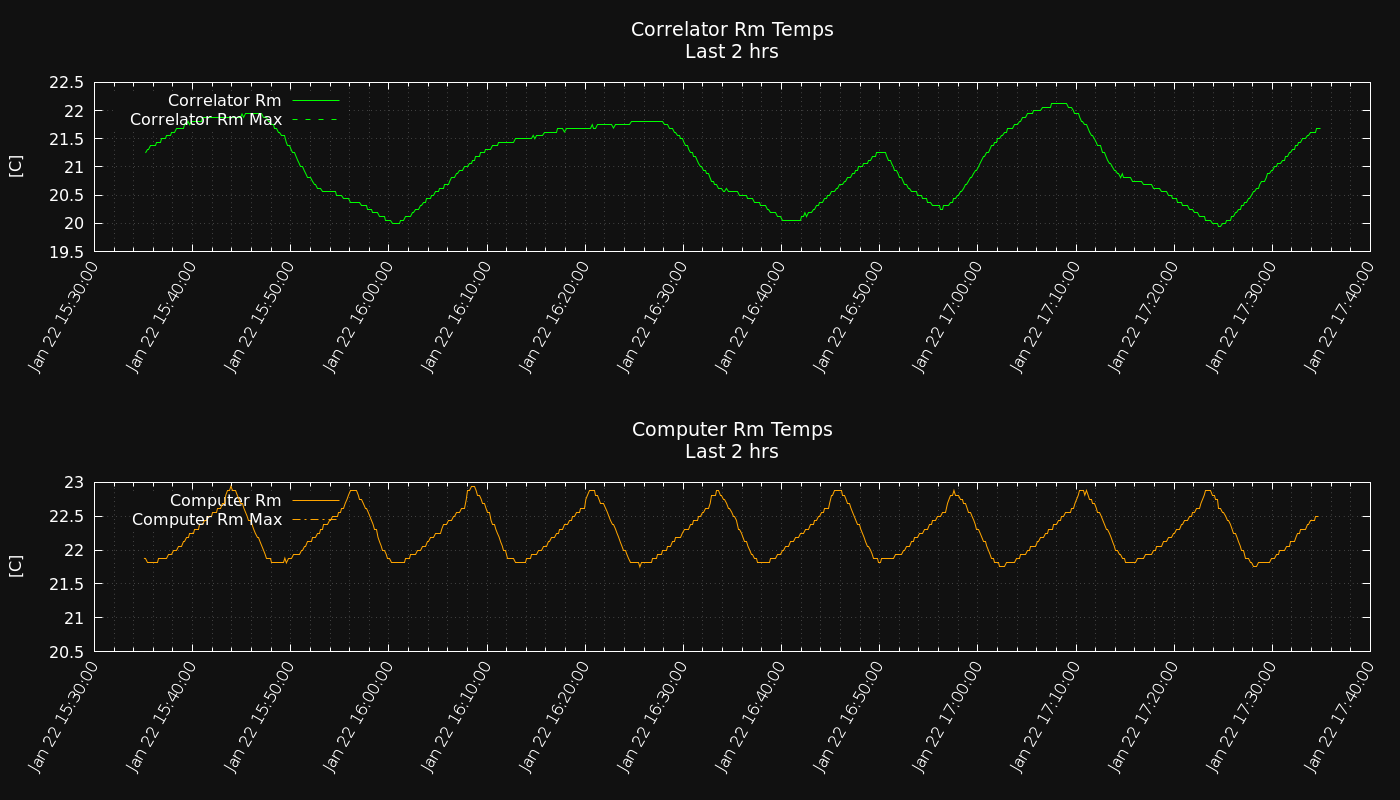 Correlator Rm Temps
Last 2 hrs
22.5
22
21.5
21
20.5
20
19.5
[C]
Correlator Rm
Correlator Rm Max
Jan 22 15:30:00
Jan 22 15:40:00
Jan 22 15:50:00
Jan 22 16:00:00
Jan 22 16:10:00
Jan 22 16:20:00
Jan 22 16:30:00
Jan 22 16:40:00
Jan 22 16:50:00
Jan 22 17:00:00
Jan 22 17:10:00
Jan 22 17:20:00
Jan 22 17:30:00
Jan 22 17:40:00
Computer Rm Temps
Last 2 hrs
23
22.5
22
21.5
21
20.5
[C]
Computer Rm
Computer Rm Max
Jan 22 15:30:00
Jan 22 15:40:00
Jan 22 15:50:00
Jan 22 16:00:00
Jan 22 16:10:00
Jan 22 16:20:00
Jan 22 16:30:00
Jan 22 16:40:00
Jan 22 16:50:00
Jan 22 17:00:00
Jan 22 17:10:00
Jan 22 17:20:00
Jan 22 17:30:00
Jan 22 17:40:00